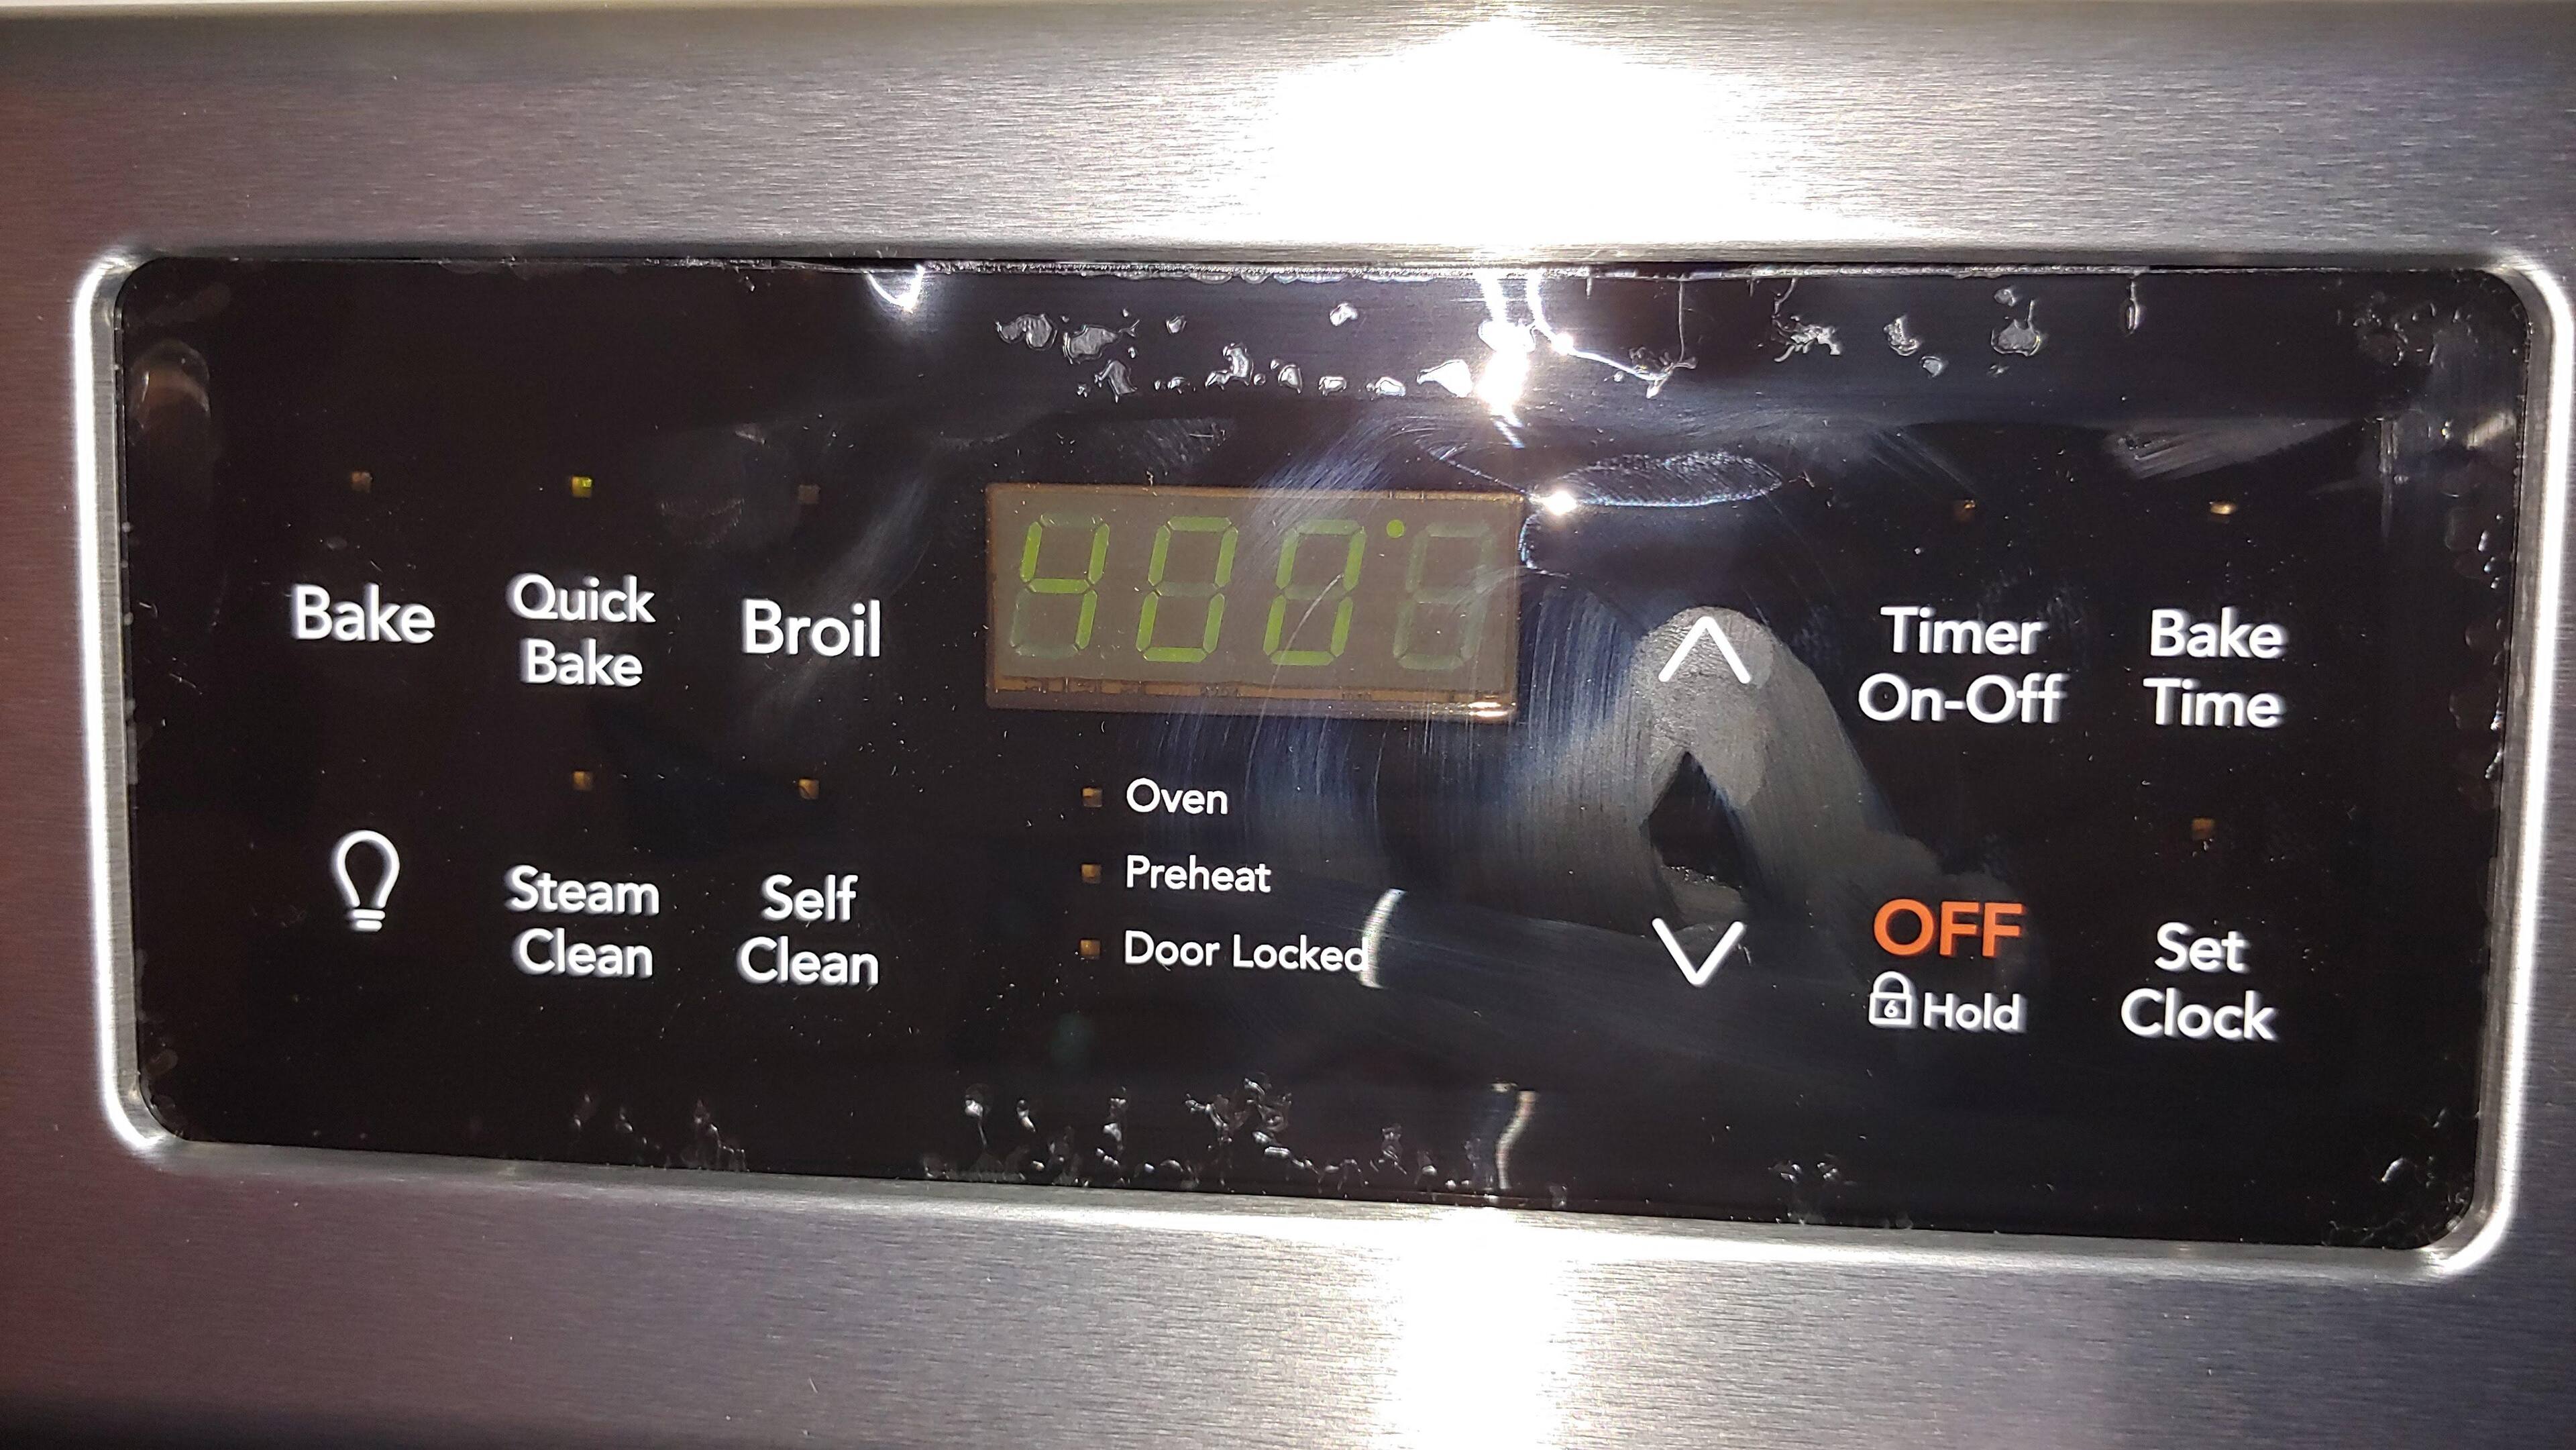 400°
Bake
Quick
Bake
Broil
Timer
On-Off
Bake
Time
Oven
Preheat
Door Locked
Steam
Clean
Self
Clean
OFF
6 Hold
Set
Clock